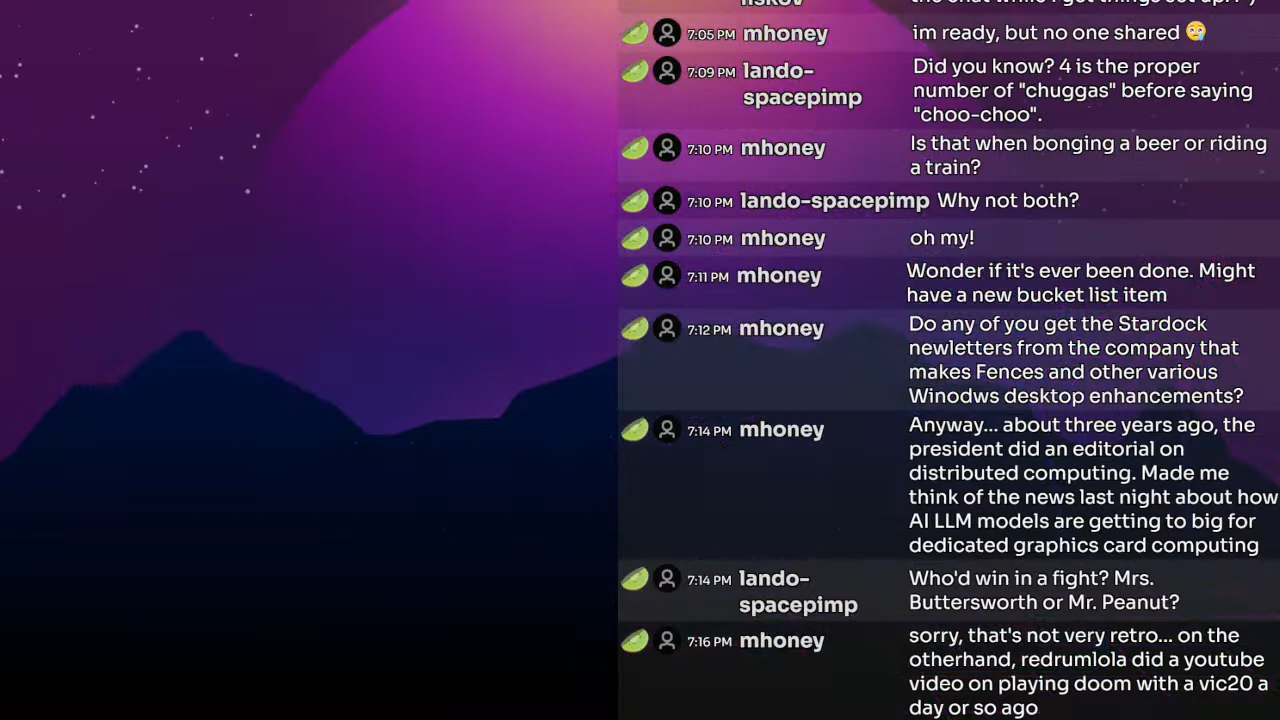 7:05 PM mhoney im ready, but no one shared 😢
7:09 PM lando-spacepimp Did you know? 4 is the proper
number of "chuggas" before saying
"choo-choo".
7:10 PM mhoney Is that when bonging a beer or riding
a train?
7:10 PM lando-spacepimp Why not both?
7:10 PM mhoney oh my!
7:11 PM mhoney Wonder if it's ever been done. Might
have a new bucket list item
7:12 PM mhoney Do any of you get the Stardock
newletters from the company that
makes Fences and other various
Winodws desktop enhancements?
7:14 PM mhoney Anyway... about three years ago, the
president did an editorial on
distributed computing. Made me
think of the news last night about how
AI LLM models are getting to big for
dedicated graphics card computing
7:14 PM lando-spacepimp Who'd win in a fight? Mrs.
Buttersworth or Mr. Peanut?
7:16 PM mhoney sorry, that's not very retro... on the
otherhand, redrumlola did a youtube
video on playing doom with a vic20 a
day or so ago